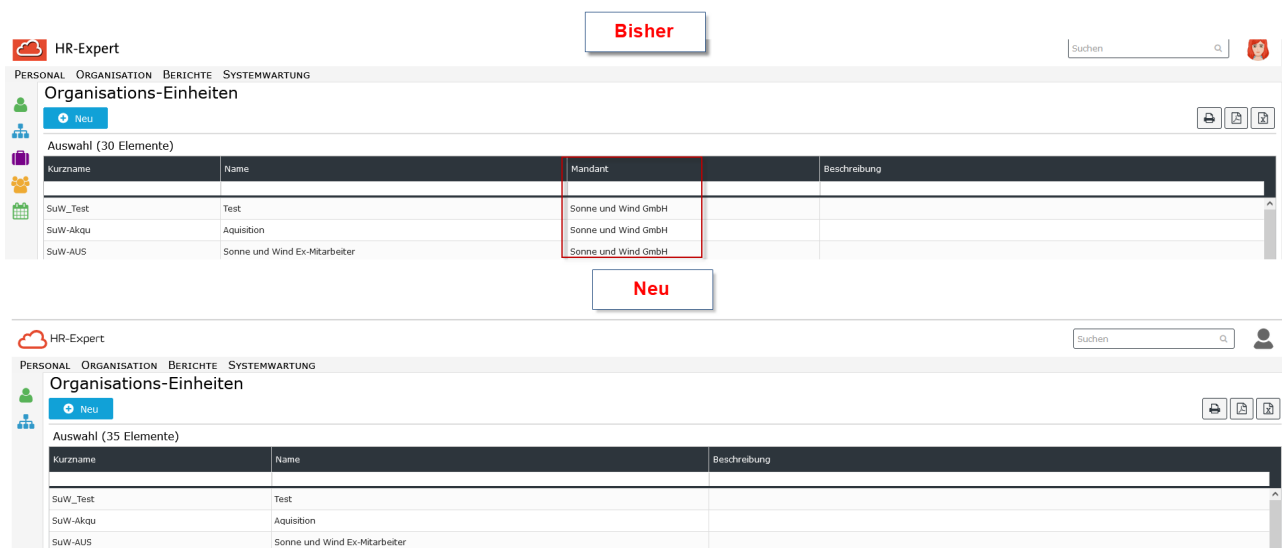 Bisher
HR-Expert
Suchen
PERSONAL ORGANISATION BERICHTE SYSTEMWARTUNG
Organisations-Einheiten
Neu
Auswahl (30 Elemente)
Kurzname Name Mandant Beschreibung
SuW_Test Test Sonne und Wind GmbH
SuW-Akqu Aquisition Sonne und Wind GmbH
SuW-AUS Sonne und Wind Ex-Mitarbeiter Sonne und Wind GmbH
Neu
HR-Expert
Suchen
PERSONAL ORGANISATION BERICHTE SYSTEMWARTUNG
Organisations-Einheiten
Neu
Auswahl (35 Elemente)
Kurzname Name Beschreibung
SuW_Test Test
SuW-Akqu Aquisition
SuW-AUS Sonne und Wind Ex-Mitarbeiter